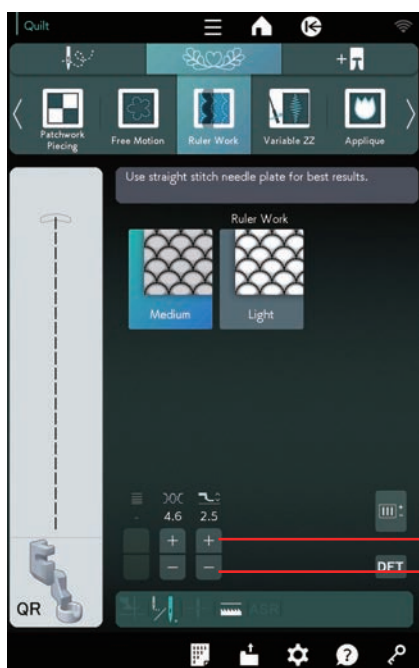 Quilt
Patchwork
Piecing
Free Motion
Ruler Work
Variable ZZ
Applique
Use straight stitch needle plate for best results.
Ruler Work
Medium
Light
-
4.6
2.5
+
+
−
−
DFT
QR
ASR
?